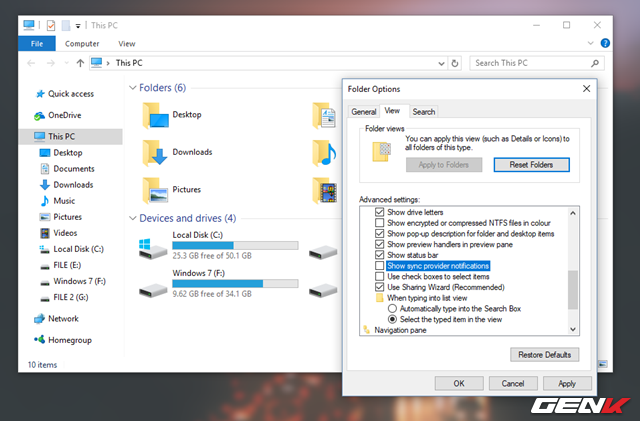 This PC
File
Computer
View
This PC
Search This PC
Quick access
OneDrive
This PC
Desktop
Documents
Downloads
Music
Pictures
Videos
Local Disk (C:)
FILE (E:)
Windows 7 (F:)
FILE 2 (G:)
Network
Homegroup
10 items
Folders (6)
Desktop
Downloads
Pictures
Devices and drives (4)
Local Disk (C:)
25.3 GB free of 50.1 GB
Windows 7 (F:)
9.62 GB free of 34.1 GB
Folder Options
General
View
Search
Folder views
You can apply this view (such as Details or Icons) to
all folders of this type.
Apply to Folders
Reset Folders
Advanced settings:
Show drive letters
Show encrypted or compressed NTFS files in colour
Show pop-up description for folder and desktop items
Show preview handlers in preview pane
Show status bar
Show sync provider notifications
Use check boxes to select items
Use Sharing Wizard (Recommended)
When typing into list view
Automatically type into the Search Box
Select the typed item in the view
Navigation pane
Restore Defaults
OK
Cancel
Apply
GENK